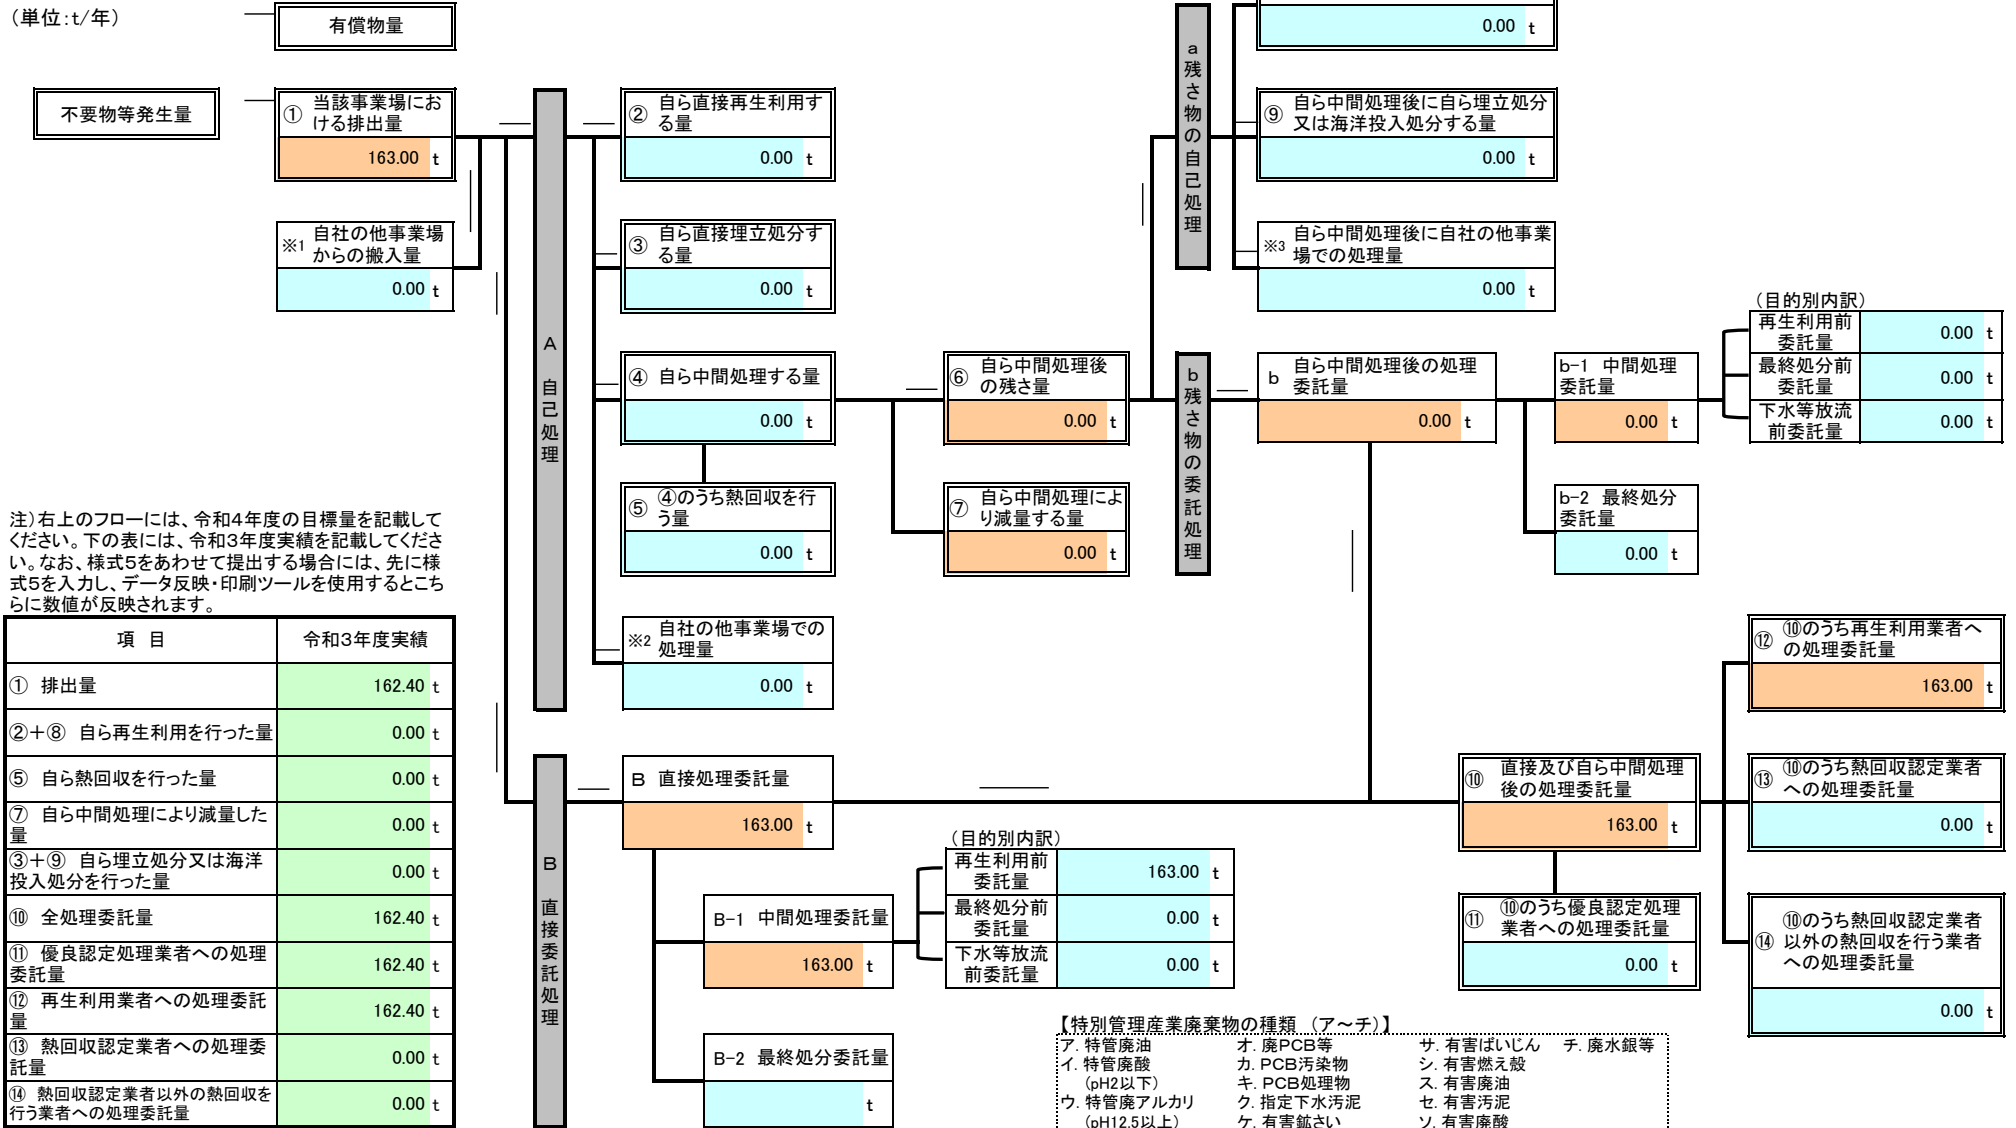 （単位:t/年）
有償物量
0.00 t
不要物等発生量
① 当該事業場にお
ける排出量
163.00 t
※1 自社の他事業場
からの搬入量
0.00 t
A
自
己
処
理
② 自ら直接再生利用す
る量
0.00 t
③ 自ら直接埋立処分す
る量
0.00 t
④ 自ら中間処理する量
0.00 t
⑤ ④のうち熱回収を行
う量
0.00 t
※2 自社の他事業場での
処理量
0.00 t
⑥ 自ら中間処理後
の残さ量
0.00 t
⑦ 自ら中間処理によ
り減量する量
0.00 t
a
残
さ
物
の
自
己
処
理
⑨ 自ら中間処理後に自ら埋立処分
又は海洋投入処分する量
0.00 t
※3 自ら中間処理後に自社の他事業
場での処理量
0.00 t
b
残
さ
物
の
委
託
処
理
b 自ら中間処理後の処理
委託量
0.00 t
b-1 中間処理
委託量
0.00 t
b-2 最終処分
委託量
0.00 t
（目的別内訳）
再生利用前
委託量
0.00 t
最終処分前
委託量
0.00 t
下水等放流
前委託量
0.00 t
注）右上のフローには、令和4年度の目標量を記載して
ください。下の表には、令和3年度実績を記載してくださ
い。なお、様式5をあわせて提出する場合には、先に様
式5を入力し、データ反映・印刷ツールを使用するとこち
らに数値が反映されます。
項 目 令和3年度実績
① 排出量 162.40 t
②＋⑧ 自ら再生利用を行った量 0.00 t
⑤ 自ら熱回収を行った量 0.00 t
⑦ 自ら中間処理により減量した
量 0.00 t
③＋⑨ 自ら埋立処分又は海洋
投入処分を行った量 0.00 t
⑩ 全処理委託量 162.40 t
⑪ 優良認定処理業者への処理
委託量 162.40 t
⑫ 再生利用業者への処理委託
量 162.40 t
⑬ 熱回収認定業者への処理委
託量 0.00 t
⑭ 熱回収認定業者以外の熱回収を
行う業者への処理委託量 0.00 t
B
直
接
委
託
処
理
B 直接処理委託量
163.00 t
B-1 中間処理委託量
163.00 t
B-2 最終処分委託量
t
（目的別内訳）
再生利用前
委託量
163.00 t
最終処分前
委託量
0.00 t
下水等放流
前委託量
0.00 t
⑩ 直接及び自ら中間処理
後の処理委託量
163.00 t
⑪ ⑩のうち優良認定処理
業者への処理委託量
0.00 t
⑫ ⑩のうち再生利用業者へ
の処理委託量
163.00 t
⑬ ⑩のうち熱回収認定業者
への処理委託量
0.00 t
⑭ ⑩のうち熱回収認定業者
以外の熱回収を行う業者
への処理委託量
0.00 t
【特別管理産業廃棄物の種類 （ア～チ）】
ア. 特管廃油 オ. 廃PCB等 サ. 有害ばいじん チ. 廃水銀等
イ. 特管廃酸 カ. PCB汚染物 シ. 有害燃え殻
（pH2以下） キ. PCB処理物 ス. 有害廃油
ウ. 特管廃アルカリ ク. 指定下水汚泥 セ. 有害汚泥
（pH12.5以上） ケ. 有害鉱さい ソ. 有害廃酸